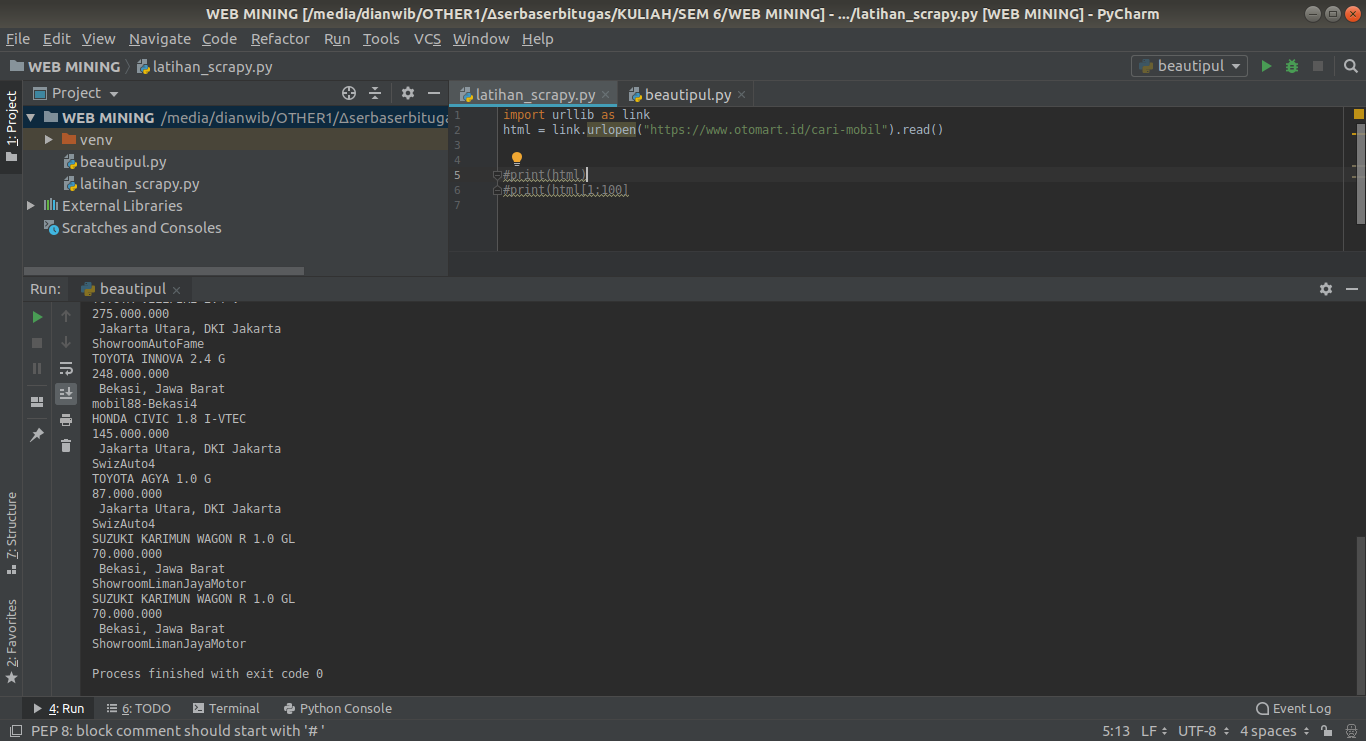 WEB MINING [/media/dianwib/OTHER1/Δserbaserbitugas/KULIAH/SEM 6/WEB MINING] - .../latihan_scrapy.py [WEB MINING] - PyCharm
File Edit View Navigate Code Refactor Run Tools VCS Window Help
WEB MINING latihan_scrapy.py beautipul
1: Project
Project
WEB MINING /media/dianwib/OTHER1/Δserbaserbitugas
venv
beautipul.py
latihan_scrapy.py
External Libraries
Scratches and Consoles
latihan_scrapy.py beautipul.py
1 import urllib as link
2 html = link.urlopen("https://www.otomart.id/cari-mobil").read()
3
4
5 #print(html)
6 #print(html[1:100]
7
Run: beautipul
275.000.000
Jakarta Utara, DKI Jakarta
ShowroomAutoFame
TOYOTA INNOVA 2.4 G
248.000.000
Bekasi, Jawa Barat
mobil88-Bekasi4
HONDA CIVIC 1.8 I-VTEC
145.000.000
Jakarta Utara, DKI Jakarta
SwizAuto4
TOYOTA AGYA 1.0 G
87.000.000
Jakarta Utara, DKI Jakarta
SwizAuto4
SUZUKI KARIMUN WAGON R 1.0 GL
70.000.000
Bekasi, Jawa Barat
ShowroomLimanJayaMotor
SUZUKI KARIMUN WAGON R 1.0 GL
70.000.000
Bekasi, Jawa Barat
ShowroomLimanJayaMotor
Process finished with exit code 0
7: Structure
2: Favorites
4: Run 6: TODO Terminal Python Console Event Log
PEP 8: block comment should start with '# ' 5:13 LF UTF-8 4 spaces